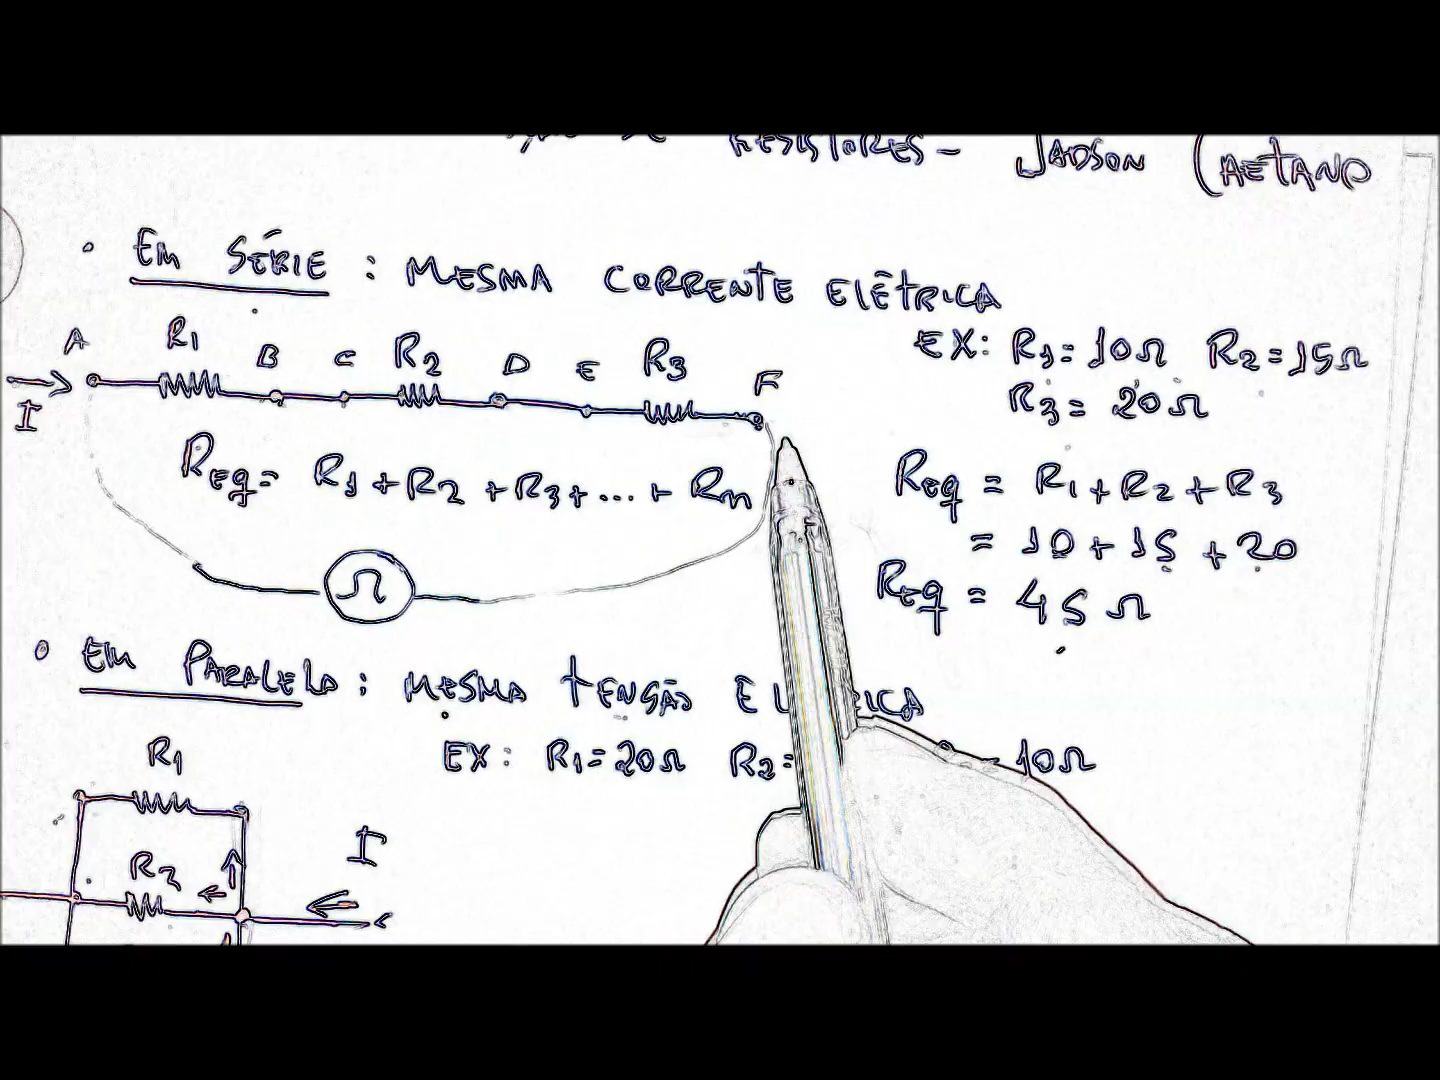 RESISTORES - JADSON CAETANO
• EM SÉRIE : MESMA CORRENTE ELÉTRICA
A R1 B C R2 D E R3 F
I
EX: R1 = 10Ω R2 = 15Ω
R3 = 20Ω
REq = R1 + R2 + R3 + ... + Rn
REq = R1 + R2 + R3
= 10 + 15 + 20
REq = 45 Ω
Ω
• EM PARALELO : MESMA TENSÃO
EX: R1 = 20Ω R2 = = 10Ω
R1
I
R2